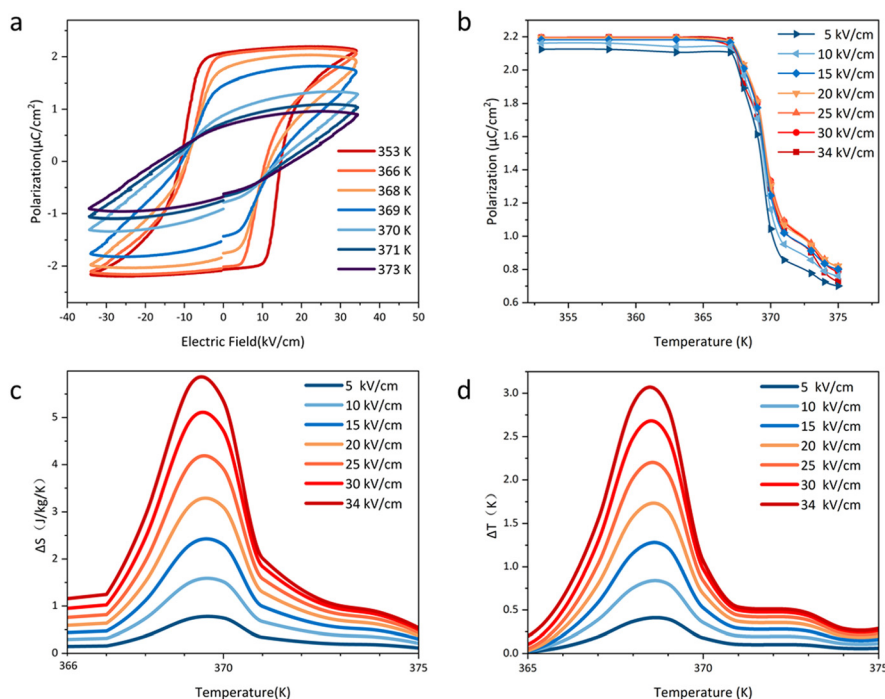 a
2
1
0
-1
-2
Polarization(μC/cm²)
353 K
366 K
368 K
369 K
370 K
371 K
373 K
-40 -30 -20 -10 0 10 20 30 40 50
Electric Field(kV/cm)
b
2.2
2.0
1.8
1.6
1.4
1.2
1.0
0.8
0.6
Polarization (μC/cm²)
5 kV/cm
10 kV/cm
15 kV/cm
20 kV/cm
25 kV/cm
30 kV/cm
34 kV/cm
355 360 365 370 375
Temperature (K)
c
5
4
3
2
1
0
ΔS（J/kg/K）
5 kV/cm
10 kV/cm
15 kV/cm
20 kV/cm
25 kV/cm
30 kV/cm
34 kV/cm
366 370 375
Temperature(K)
d
3.0
2.5
2.0
1.5
1.0
0.5
0.0
ΔT（K）
5 kV/cm
10 kV/cm
15 kV/cm
20 kV/cm
25 kV/cm
30 kV/cm
34 kV/cm
365 370 375
Temperature(K)